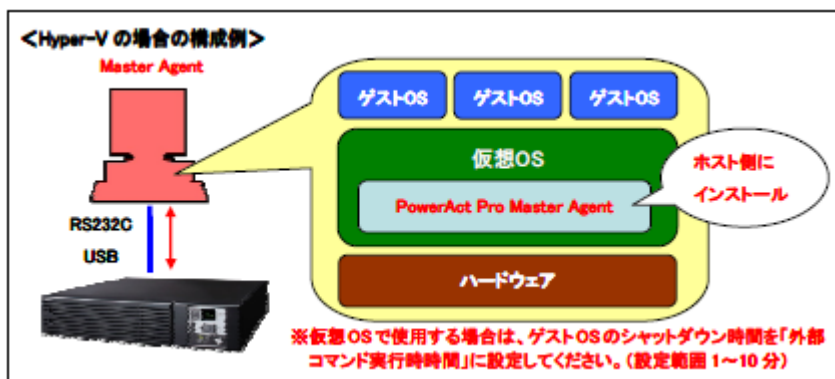 ＜Hyper-V の場合の構成例＞
Master Agent
ゲストOS ゲストOS ゲストOS
仮想OS
PowerAct Pro Master Agent
ホスト側に
インストール
RS232C
USB
ハードウェア
※仮想OSで使用する場合は、ゲストOSのシャットダウン時間を「外部
コマンド実行時時間」に設定してください。（設定範囲1～10分）